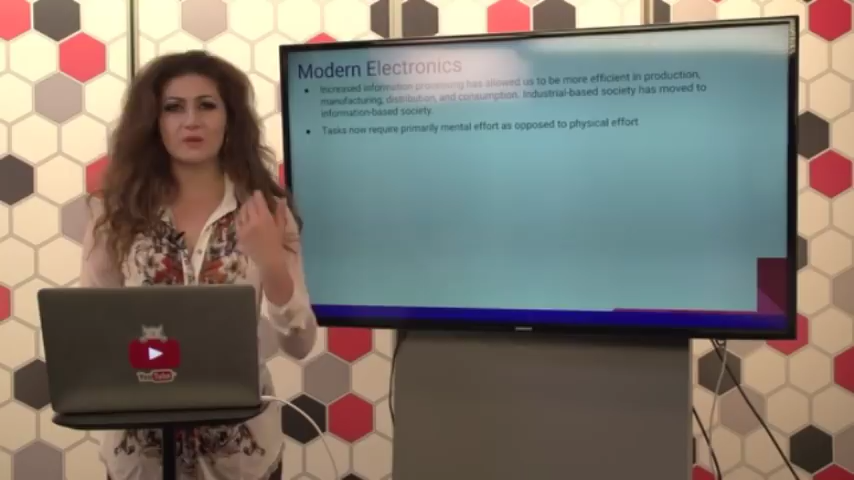 Modern Electronics
Increased information processing has allowed us to be more efficient in production,
manufacturing, distribution, and consumption. Industrial-based society has moved to
information-based society.
Tasks now require primarily mental effort as opposed to physical effort
SAMSUNG
YouTube